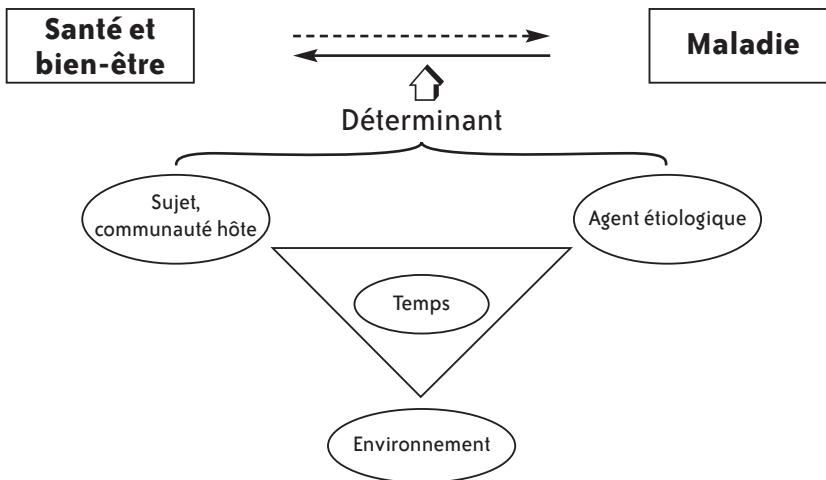 Santé et
bien-être
Maladie
Déterminant
Sujet,
communauté hôte
Agent étiologique
Temps
Environnement